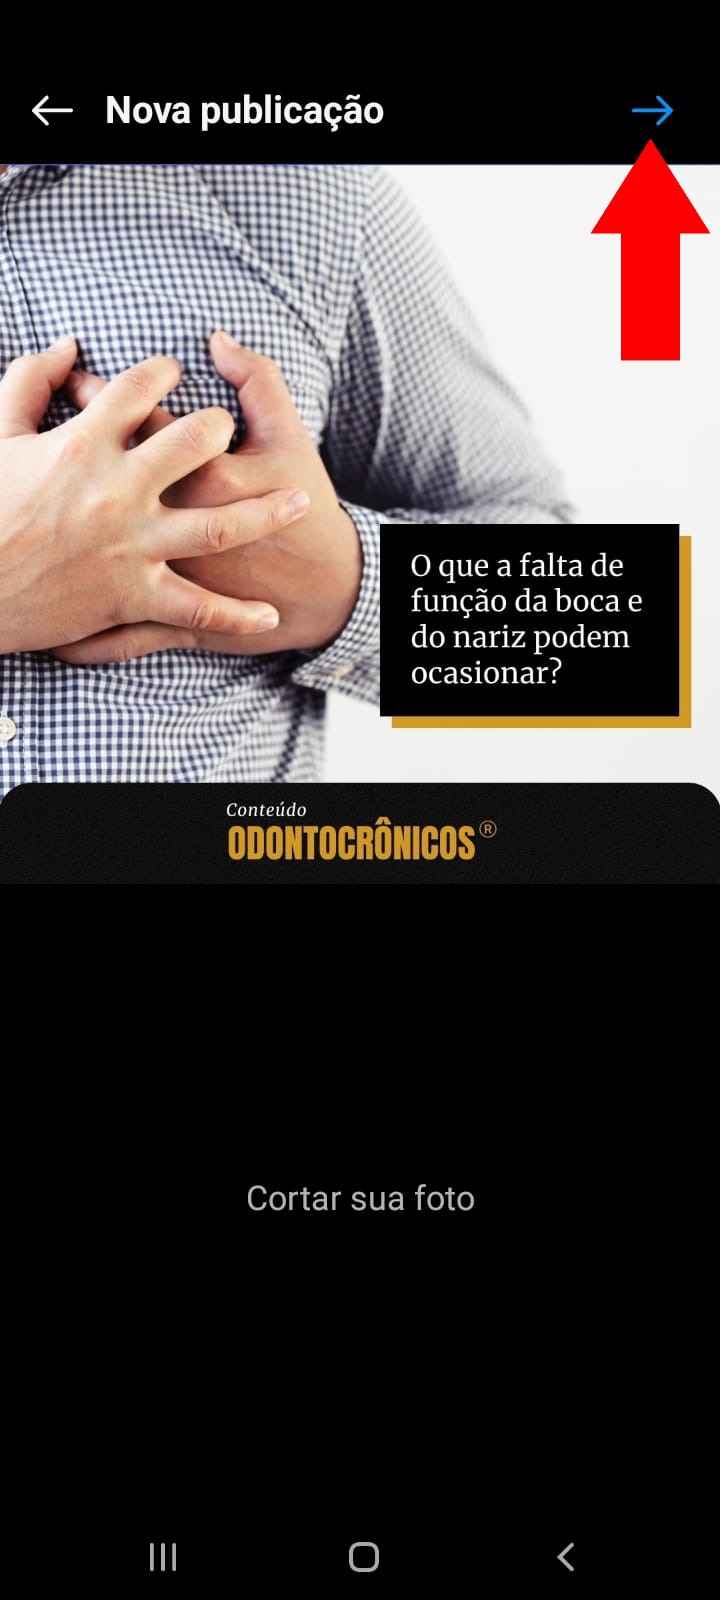 Nova publicação
O que a falta de
função da boca e
do nariz podem
ocasionar?
Conteúdo
ODONTOCRÔNICOS®
Cortar sua foto